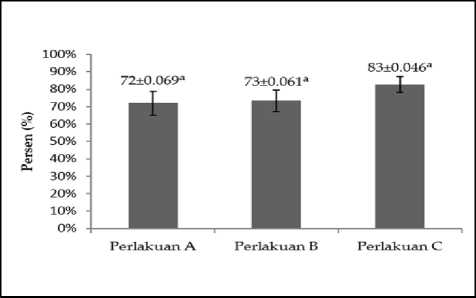 Persen (%)
100%
90%
80%
70%
60%
50%
40%
30%
20%
10%
0%
72±0.069ᵃ
73±0.061ᵃ
83±0.046ᵃ
Perlakuan A
Perlakuan B
Perlakuan C